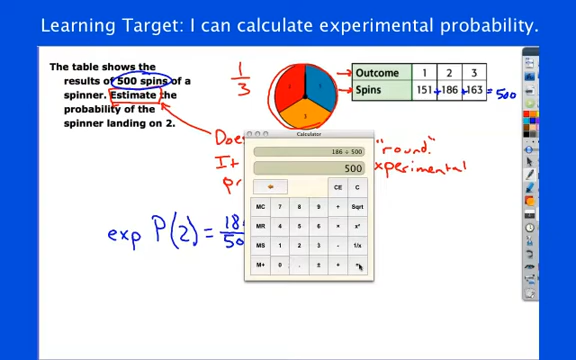 Learning Target: I can calculate experimental probability.
The table shows the
results of 500 spins of a
spinner. Estimate the
probability of the
spinner landing on 2.
1
3
Outcome 1 2 3
Spins 151 + 186 + 163 = 500
"round."
It
experimental
exp P(2) =
Calculator
186 ÷ 500
500
CE C
MC 7 8 9 ÷ Sqrt
MR 4 5 6 × x²
MS 1 2 3 - 1/x
M+ 0 . ± + =